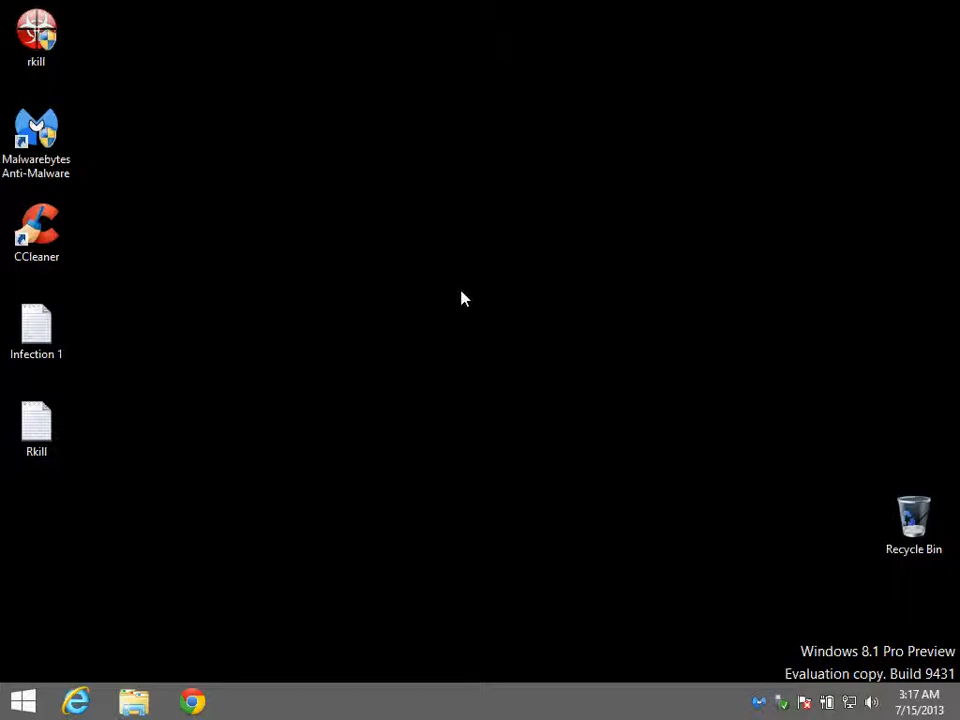 rkill
Malwarebytes
Anti-Malware
CCleaner
Infection 1
Rkill
Recycle Bin
Windows 8.1 Pro Preview
Evaluation copy. Build 9431
3:17 AM
7/15/2013